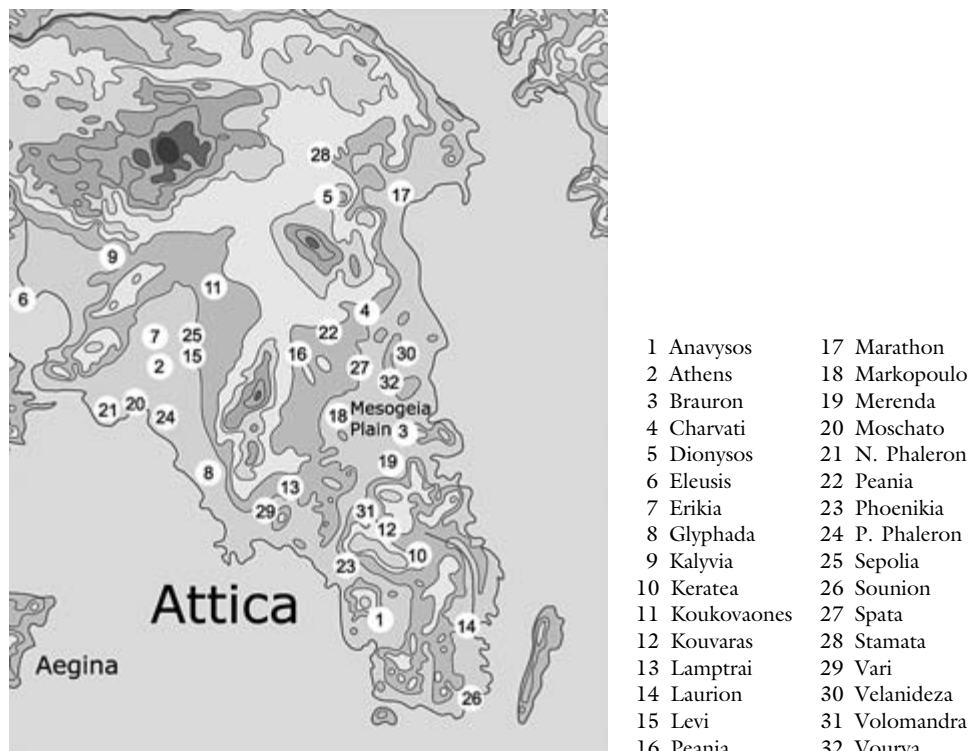 28
5
17
9
11
6
4
22
7
25
16
15
30
2
27
32
21
20
24
18
Mesogeia
Plain
3
8
19
13
29
31
12
10
23
Attica
1
14
Aegina
26
1 Anavysos
2 Athens
3 Brauron
4 Charvati
5 Dionysos
6 Eleusis
7 Erikia
8 Glyphada
9 Kalyvia
10 Keratea
11 Koukovaones
12 Kouvaras
13 Lamptrai
14 Laurion
15 Levi
16 Peania
17 Marathon
18 Markopoulo
19 Merenda
20 Moschato
21 N. Phaleron
22 Peania
23 Phoenikia
24 P. Phaleron
25 Sepolia
26 Sounion
27 Spata
28 Stamata
29 Vari
30 Velanideza
31 Volomandra
32 Vourva